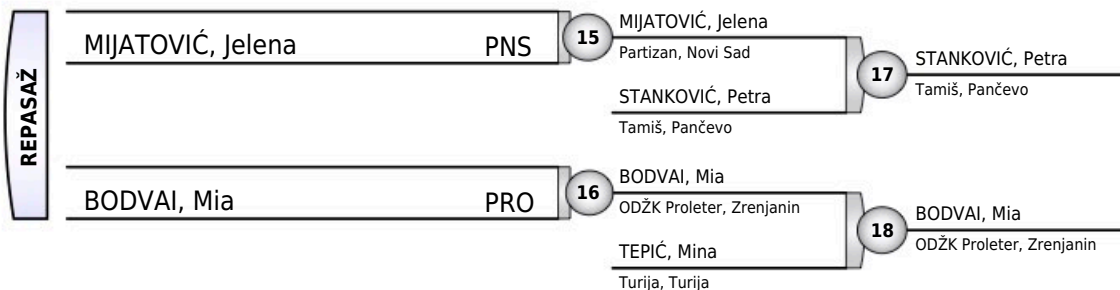 REPASAŽ
MIJATOVIĆ, Jelena PNS
15
MIJATOVIĆ, Jelena
Partizan, Novi Sad
STANKOVIĆ, Petra
Tamiš, Pančevo
17
STANKOVIĆ, Petra
Tamiš, Pančevo
BODVAI, Mia PRO
16
BODVAI, Mia
ODŽK Proleter, Zrenjanin
TEPIĆ, Mina
Turija, Turija
18
BODVAI, Mia
ODŽK Proleter, Zrenjanin